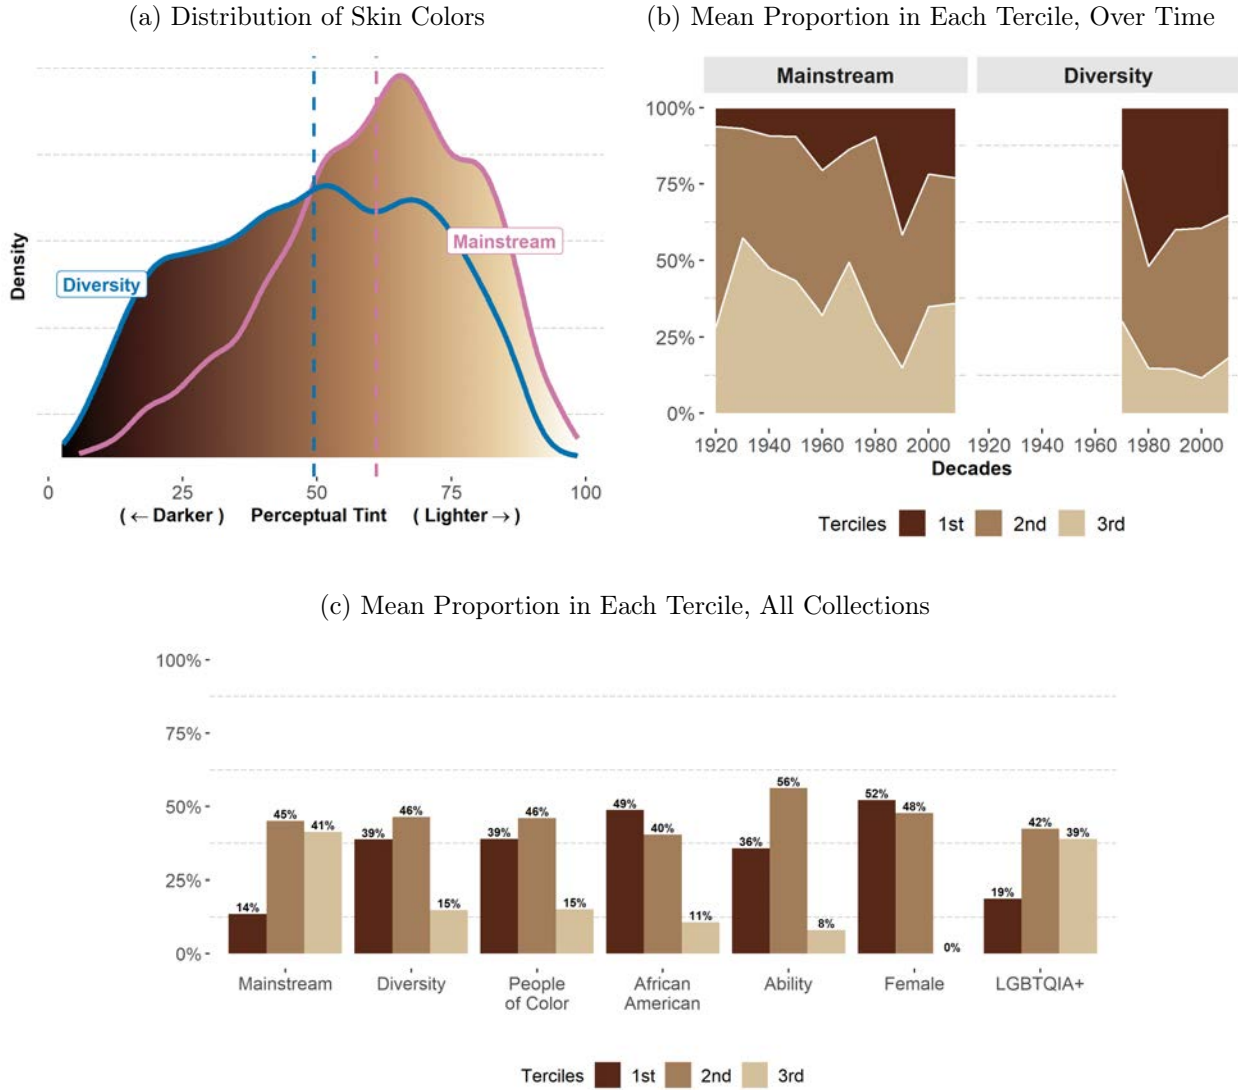 (a) Distribution of Skin Colors
Density
Diversity
Mainstream
0 25 50 75 100
( ← Darker ) Perceptual Tint ( Lighter → )
(b) Mean Proportion in Each Tercile, Over Time
Mainstream Diversity
100%
75%
50%
25%
0%
1920 1940 1960 1980 2000 1920 1940 1960 1980 2000
Decades
Terciles 1st 2nd 3rd
(c) Mean Proportion in Each Tercile, All Collections
100%
75%
50%
25%
0%
14% 45% 41% 39% 46% 15% 39% 46% 15% 49% 40% 11% 36% 56% 8% 52% 48% 0% 19% 42% 39%
Mainstream Diversity People African Ability Female LGBTQIA+
of Color American
Terciles 1st 2nd 3rd